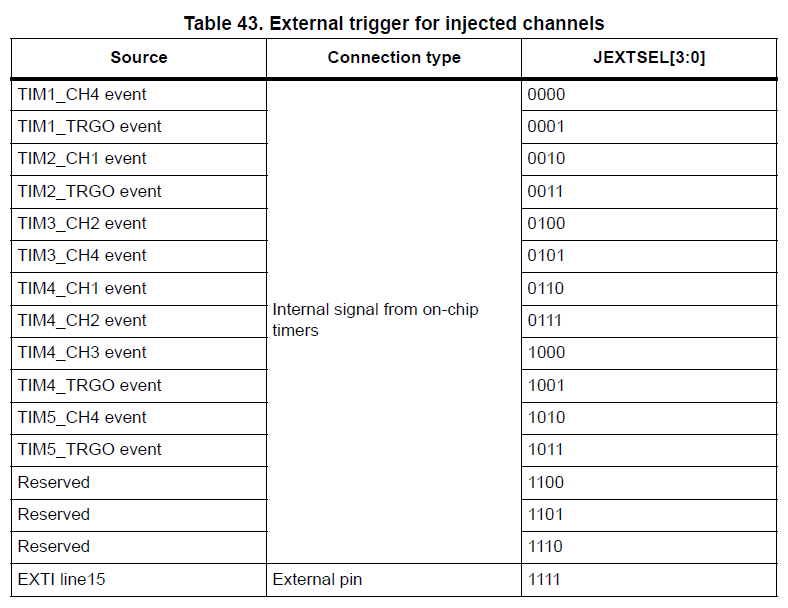 Table 43. External trigger for injected channels
Source Connection type JEXTSEL[3:0]
TIM1_CH4 event 0000
TIM1_TRGO event 0001
TIM2_CH1 event 0010
TIM2_TRGO event 0011
TIM3_CH2 event 0100
TIM3_CH4 event 0101
TIM4_CH1 event 0110
Internal signal from on-chip
timers
TIM4_CH2 event 0111
TIM4_CH3 event 1000
TIM4_TRGO event 1001
TIM5_CH4 event 1010
TIM5_TRGO event 1011
Reserved 1100
Reserved 1101
Reserved 1110
EXTI line15 External pin 1111